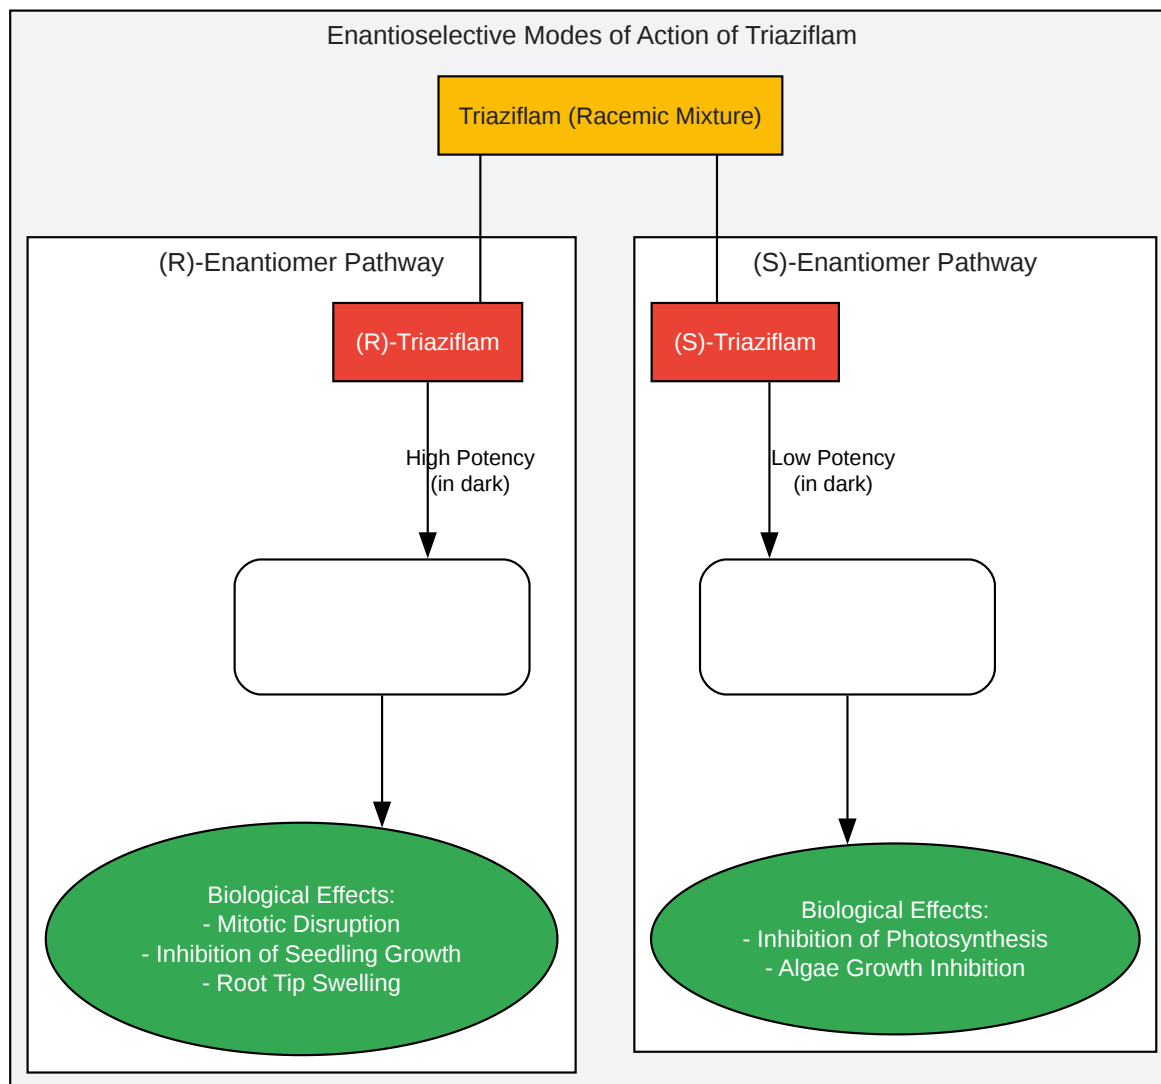 Enantioselective Modes of Action of Triaziflam
Triaziflam (Racemic Mixture)
(R)-Enantiomer Pathway
(R)-Triaziflam
High Potency
(in dark)
Biological Effects:
- Mitotic Disruption
- Inhibition of Seedling Growth
- Root Tip Swelling
(S)-Enantiomer Pathway
(S)-Triaziflam
Low Potency
(in dark)
Biological Effects:
- Inhibition of Photosynthesis
- Algae Growth Inhibition